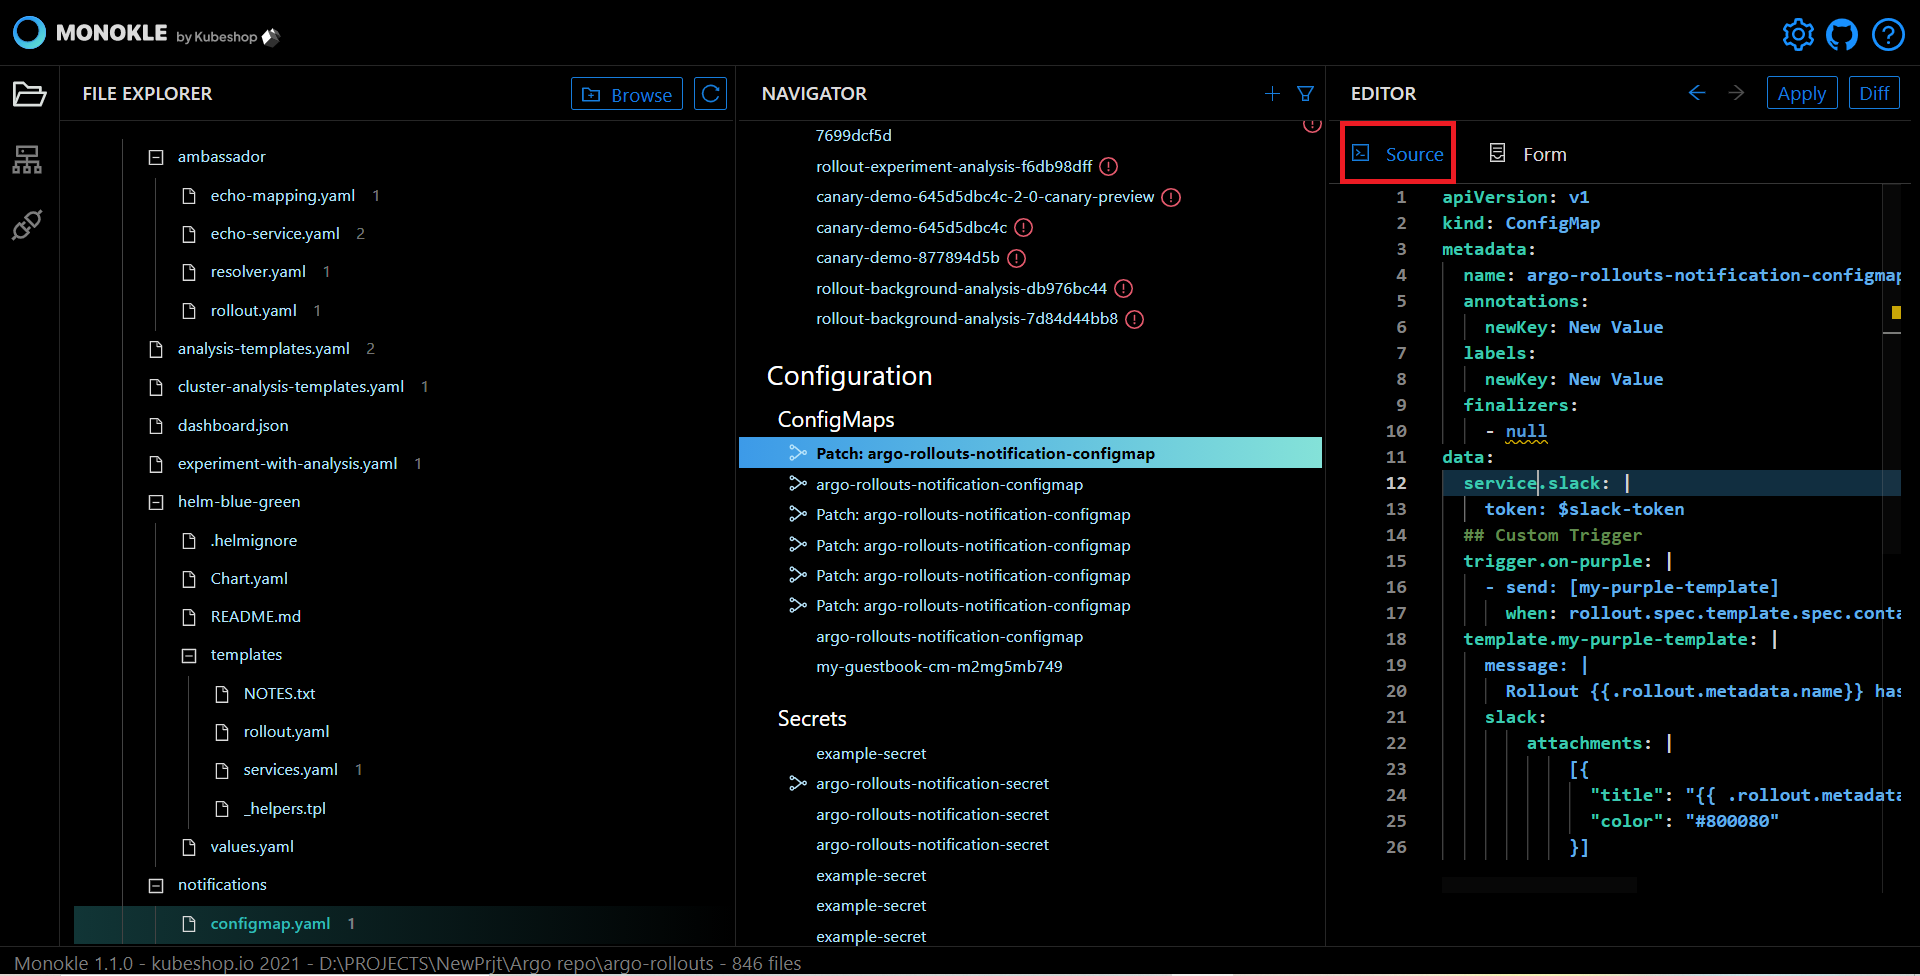 MONOKLE by Kubeshop
FILE EXPLORER
Browse
ambassador
echo-mapping.yaml 1
echo-service.yaml 2
resolver.yaml 1
rollout.yaml 1
analysis-templates.yaml 2
cluster-analysis-templates.yaml 1
dashboard.json
experiment-with-analysis.yaml 1
helm-blue-green
.helmignore
Chart.yaml
README.md
templates
NOTES.txt
rollout.yaml
services.yaml 1
_helpers.tpl
values.yaml
notifications
configmap.yaml 1
NAVIGATOR
7699dcf5d
rollout-experiment-analysis-f6db98dff
canary-demo-645d5dbc4c-2-0-canary-preview
canary-demo-645d5dbc4c
canary-demo-877894d5b
rollout-background-analysis-db976bc44
rollout-background-analysis-7d84d44bb8
Configuration
ConfigMaps
Patch: argo-rollouts-notification-configmap
argo-rollouts-notification-configmap
Patch: argo-rollouts-notification-configmap
Patch: argo-rollouts-notification-configmap
Patch: argo-rollouts-notification-configmap
Patch: argo-rollouts-notification-configmap
argo-rollouts-notification-configmap
my-guestbook-cm-m2mg5mb749
Secrets
example-secret
argo-rollouts-notification-secret
argo-rollouts-notification-secret
argo-rollouts-notification-secret
example-secret
example-secret
example-secret
EDITOR
Apply
Diff
Source
Form
1 apiVersion: v1
2 kind: ConfigMap
3 metadata:
4 name: argo-rollouts-notification-configmap
5 annotations:
6 newKey: New Value
7 labels:
8 newKey: New Value
9 finalizers:
10 - null
11 data:
12 service.slack: |
13 token: $slack-token
14 ## Custom Trigger
15 trigger.on-purple: |
16 - send: [my-purple-template]
17 when: rollout.spec.template.spec.conta
18 template.my-purple-template: |
19 message: |
20 Rollout {{.rollout.metadata.name}} has
21 slack:
22 attachments: |
23 [{
24 "title": "{{ .rollout.metadata
25 "color": "#800080"
26 }]
Monokle 1.1.0 - kubeshop.io 2021 - D:\PROJECTS\NewPrjt\Argo repo\argo-rollouts - 846 files